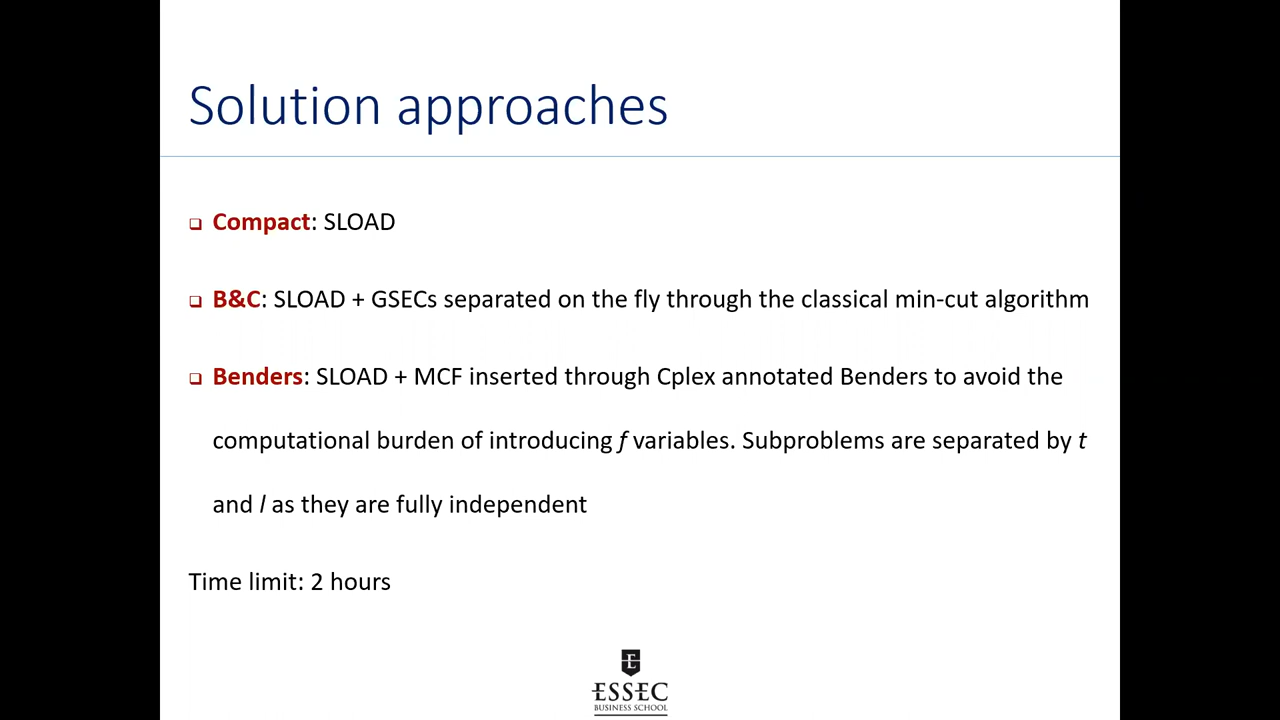 Solution approaches
Compact: SLOAD
B&C: SLOAD + GSECs separated on the fly through the classical min-cut algorithm
Benders: SLOAD + MCF inserted through Cplex annotated Benders to avoid the
computational burden of introducing f variables. Subproblems are separated by t
and l as they are fully independent
Time limit: 2 hours
E
ESSEC
BUSINESS SCHOOL